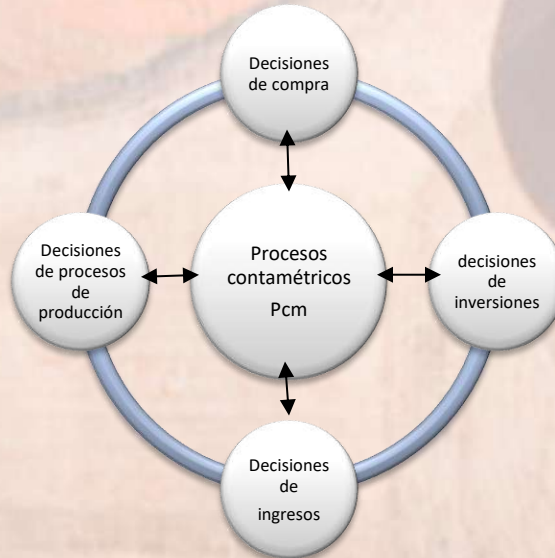 Decisiones
de compra
Decisiones
de procesos
de
producción
Procesos
contamétricos
Pcm
decisiones
de
inversiones
Decisiones
de
ingresos